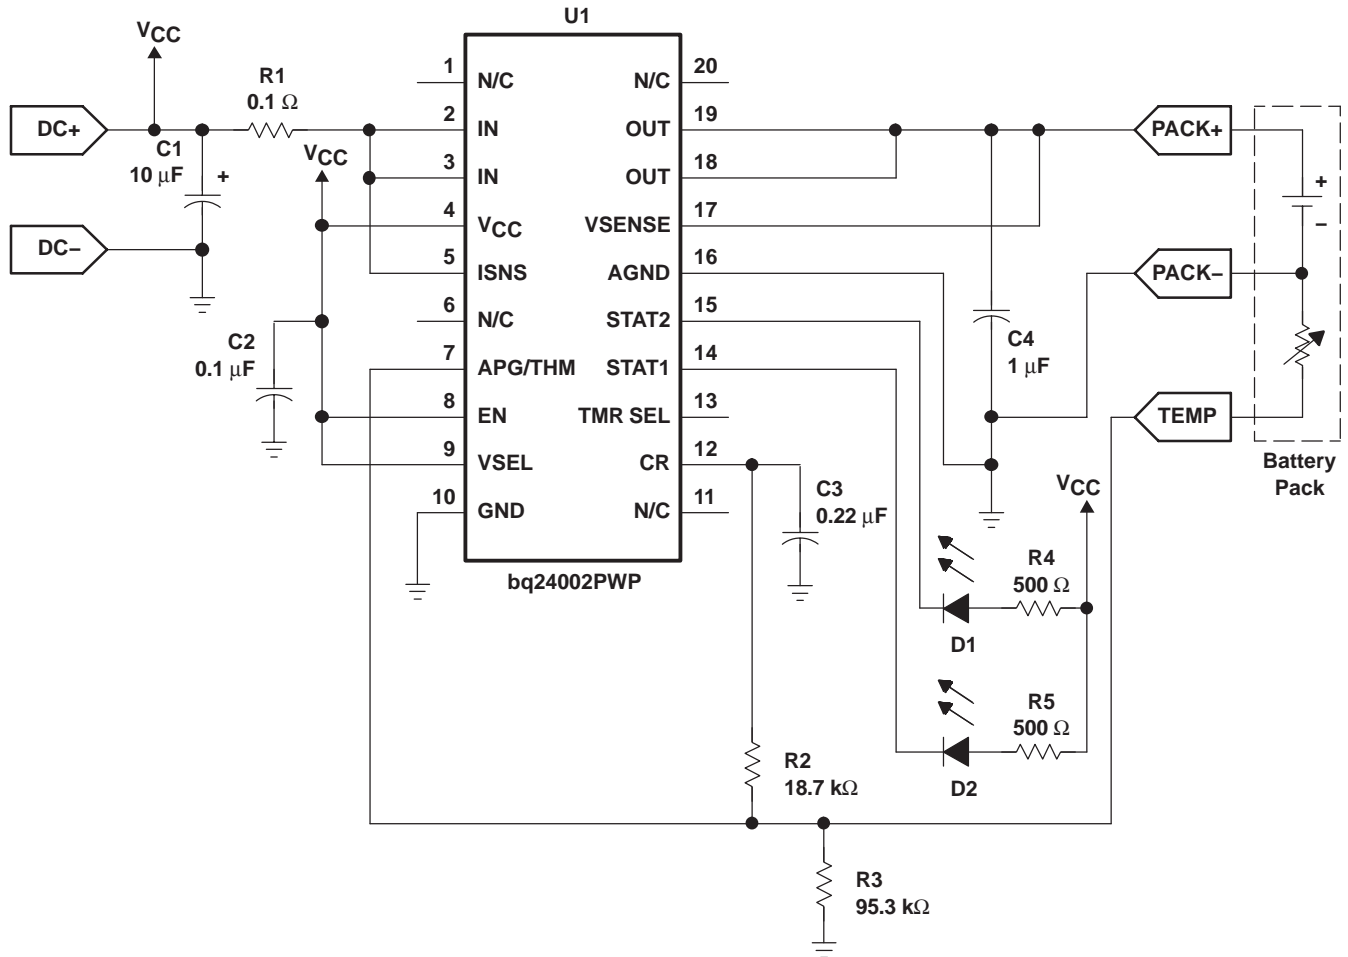 U1
VCC
R1
0.1 Ω
DC+
C1
10 μF
+
DC–
VCC
C2
0.1 μF
1
N/C
2
IN
3
IN
4
VCC
5
ISNS
6
N/C
7
APG/THM
8
EN
9
VSEL
10
GND
20
N/C
19
OUT
18
OUT
17
VSENSE
16
AGND
15
STAT2
14
STAT1
13
TMR SEL
12
CR
11
N/C
bq24002PWP
C3
0.22 μF
C4
1 μF
PACK+
PACK–
TEMP
+
–
Battery
Pack
VCC
R4
500 Ω
D1
R5
500 Ω
D2
R2
18.7 kΩ
R3
95.3 kΩ